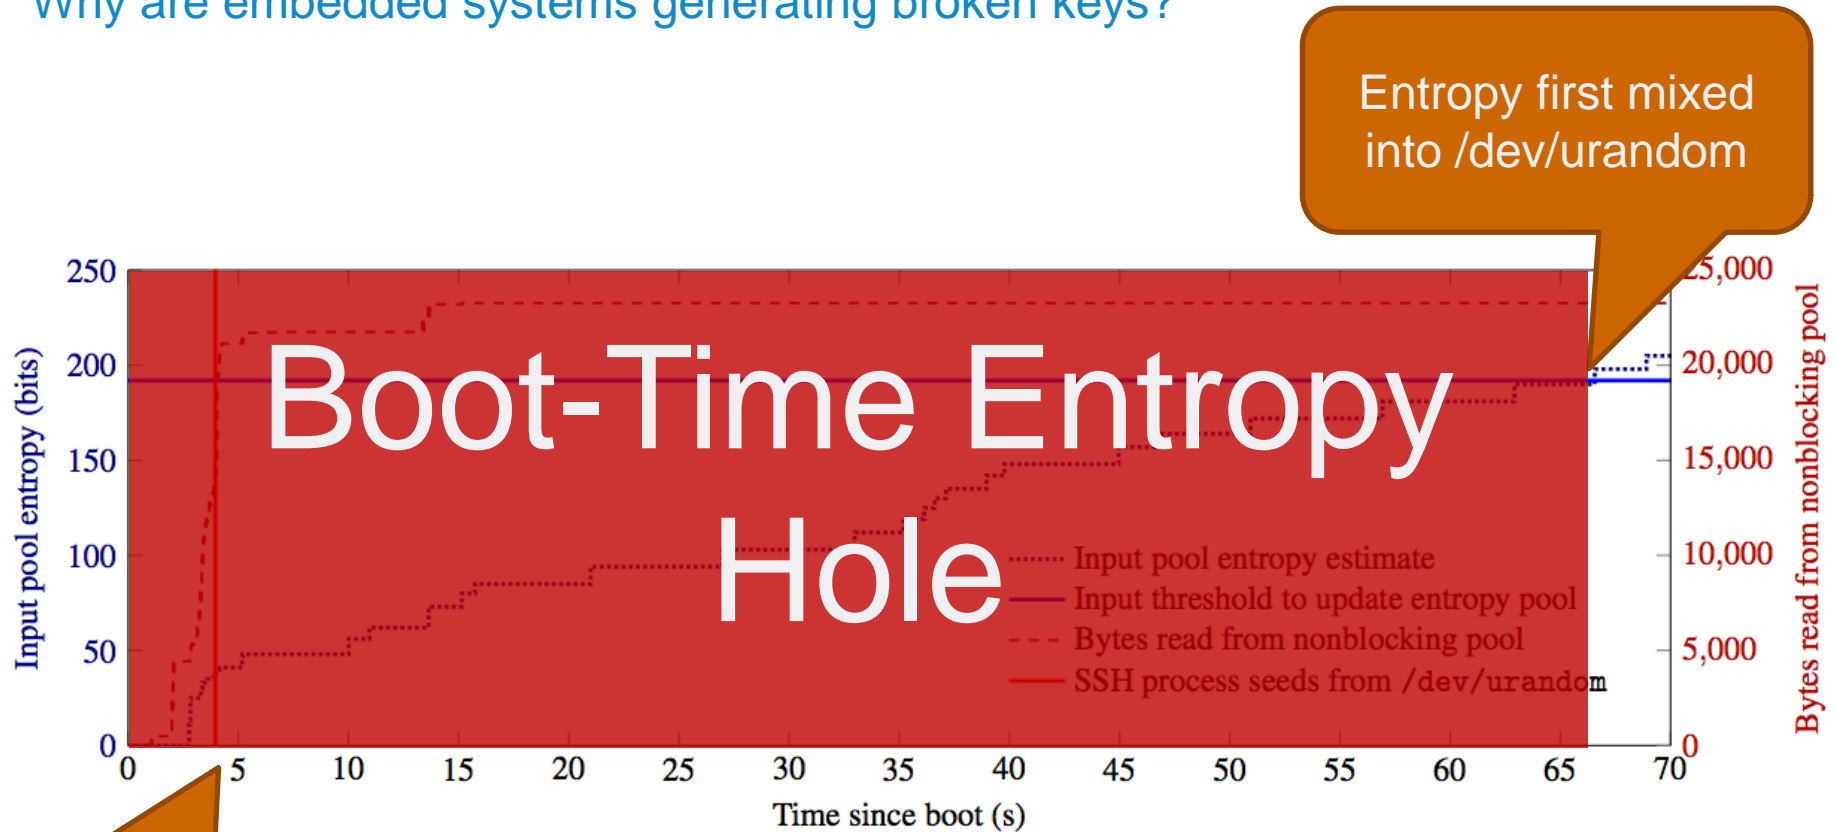 Why are embedded systems generating broken keys?
Entropy first mixed
into /dev/urandom
250
200
150
100
50
0
Input pool entropy (bits)
25,000
20,000
15,000
10,000
5,000
0
Bytes read from nonblocking pool
Boot-Time Entropy
Hole
Input pool entropy estimate
Input threshold to update entropy pool
Bytes read from nonblocking pool
SSH process seeds from /dev/urandom
0 5 10 15 20 25 30 35 40 45 50 55 60 65 70
Time since boot (s)